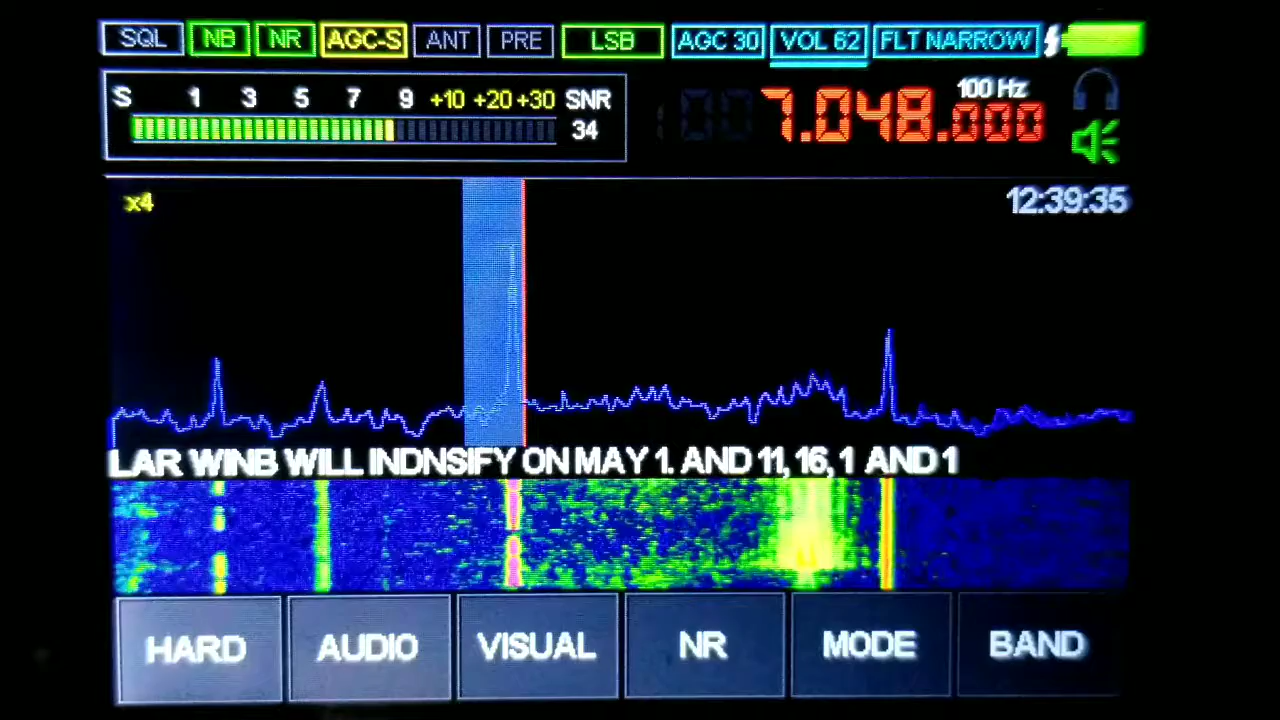 SQL NB NR AGC-S ANT PRE LSB AGC 30 VOL 62 FLT NARROW
S 1 3 5 7 9 +10 +20 +30 SNR
34
100 Hz
7.048.000
x4
12:39:35
LAR WINB WILL INDNSIFY ON MAY 1. AND 11, 16, 1 AND 1
HARD AUDIO VISUAL NR MODE BAND